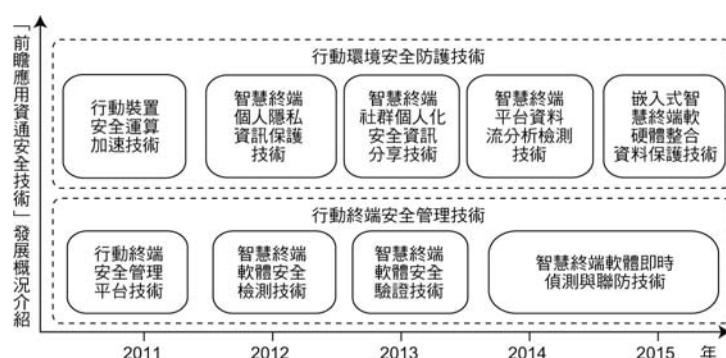 「前瞻應用資通安全技術」發展概況介紹
行動環境安全防護技術
行動裝置
安全運算
加速技術
智慧終端
個人隱私
資訊保護
技術
智慧終端
社群個人化
安全資訊
分享技術
智慧終端
平台資料
流分析檢測
技術
嵌入式智
慧終端軟
硬體整合
資料保護技術
行動終端安全管理技術
行動終端
安全管理
平台技術
智慧終端
軟體安全
檢測技術
智慧終端
軟體安全
驗證技術
智慧終端軟體即時
偵測與聯防技術
2011
2012
2013
2014
2015
年